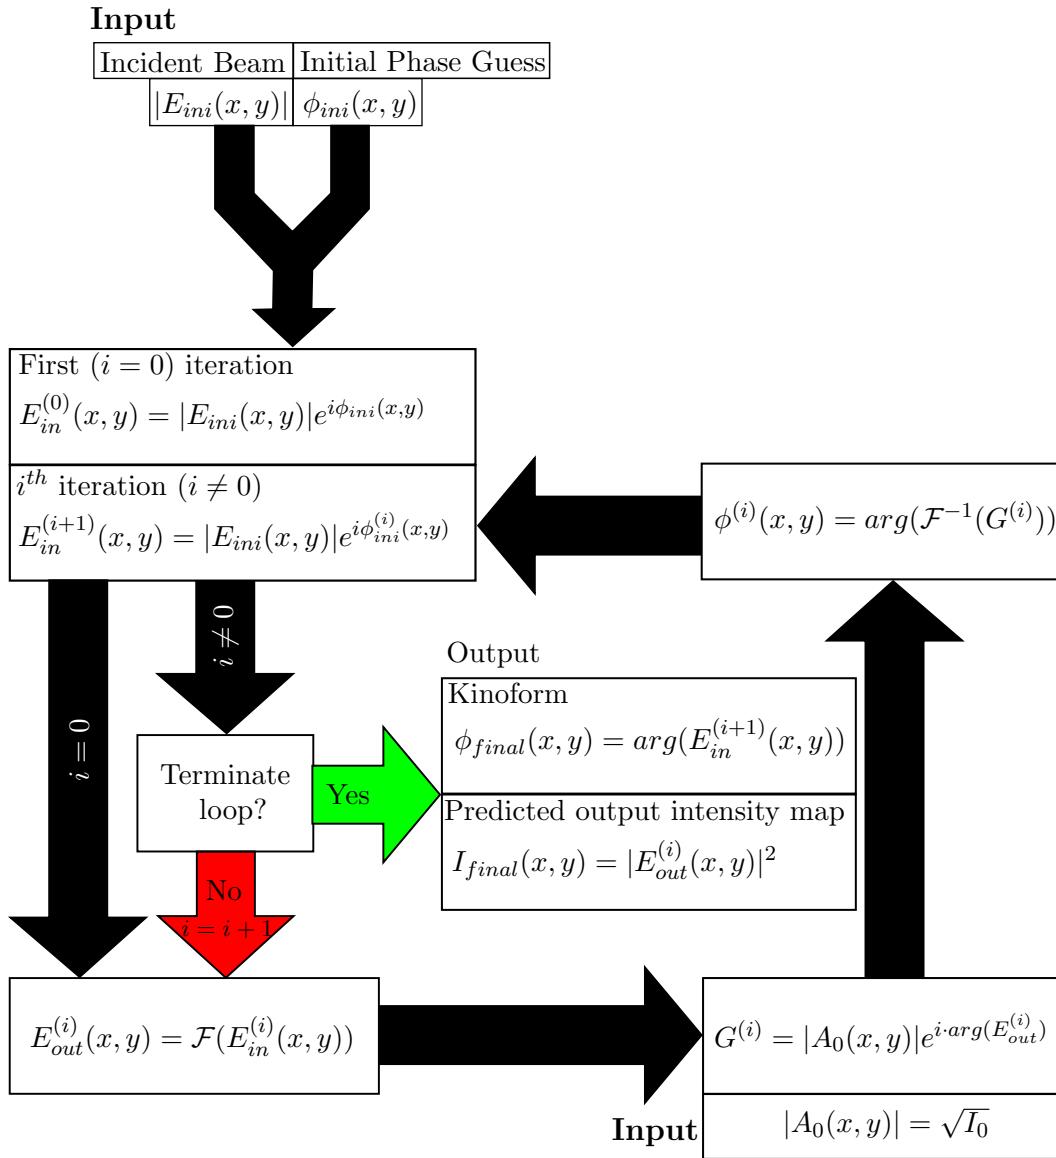 Input
Incident Beam Initial Phase Guess
|E_{ini}(x, y)| ϕ_{ini}(x, y)
First (i = 0) iteration
E_{in}^{(0)}(x, y) = |E_{ini}(x, y)|e^{iϕ_{ini}(x,y)}
i^{th} iteration (i ≠ 0)
E_{in}^{(i+1)}(x, y) = |E_{ini}(x, y)|e^{iϕ_{ini}^{(i)}(x,y)}
ϕ^{(i)}(x, y) = arg(F^{-1}(G^{(i)}))
i ≠ 0
i = 0
Output
Kinoform
ϕ_{final}(x, y) = arg(E_{in}^{(i+1)}(x, y))
Terminate
loop?
Yes
Predicted output intensity map
I_{final}(x, y) = |E_{out}^{(i)}(x, y)|^2
No
i = i + 1
E_{out}^{(i)}(x, y) = F(E_{in}^{(i)}(x, y))
G^{(i)} = |A_0(x, y)|e^{i·arg(E_{out}^{(i)})}
Input
|A_0(x, y)| = √I_0